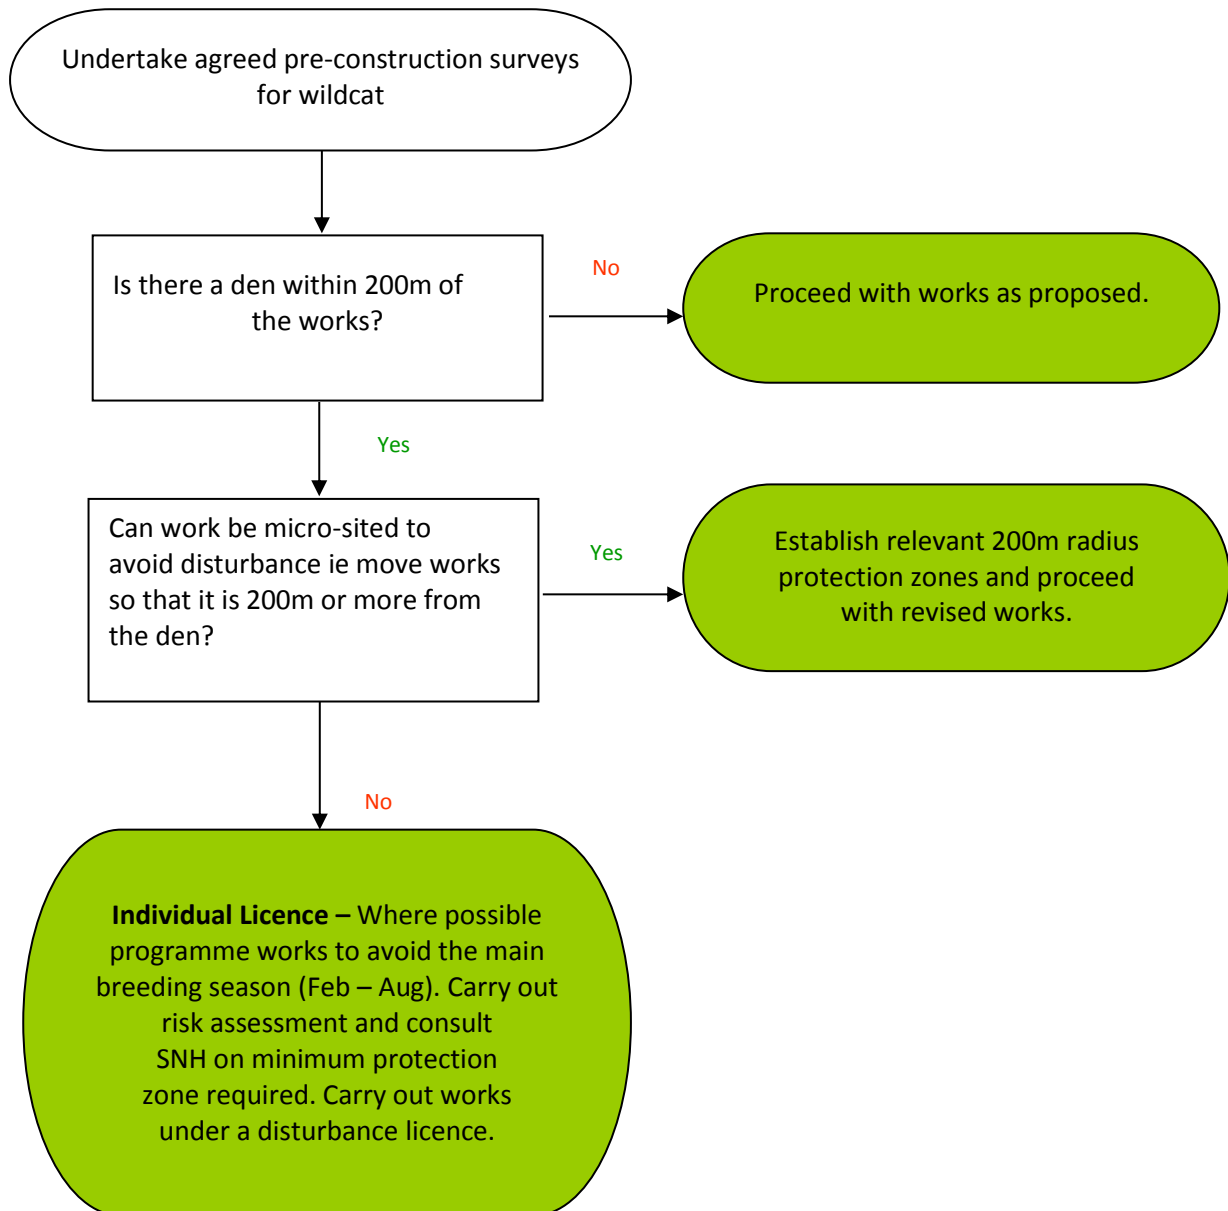 Undertake agreed pre-construction surveys
for wildcat
Is there a den within 200m of
the works?
No
Proceed with works as proposed.
Yes
Can work be micro-sited to
avoid disturbance ie move works
so that it is 200m or more from
the den?
Yes
Establish relevant 200m radius
protection zones and proceed
with revised works.
No
Individual Licence – Where possible
programme works to avoid the main
breeding season (Feb – Aug). Carry out
risk assessment and consult
SNH on minimum protection
zone required. Carry out works
under a disturbance licence.